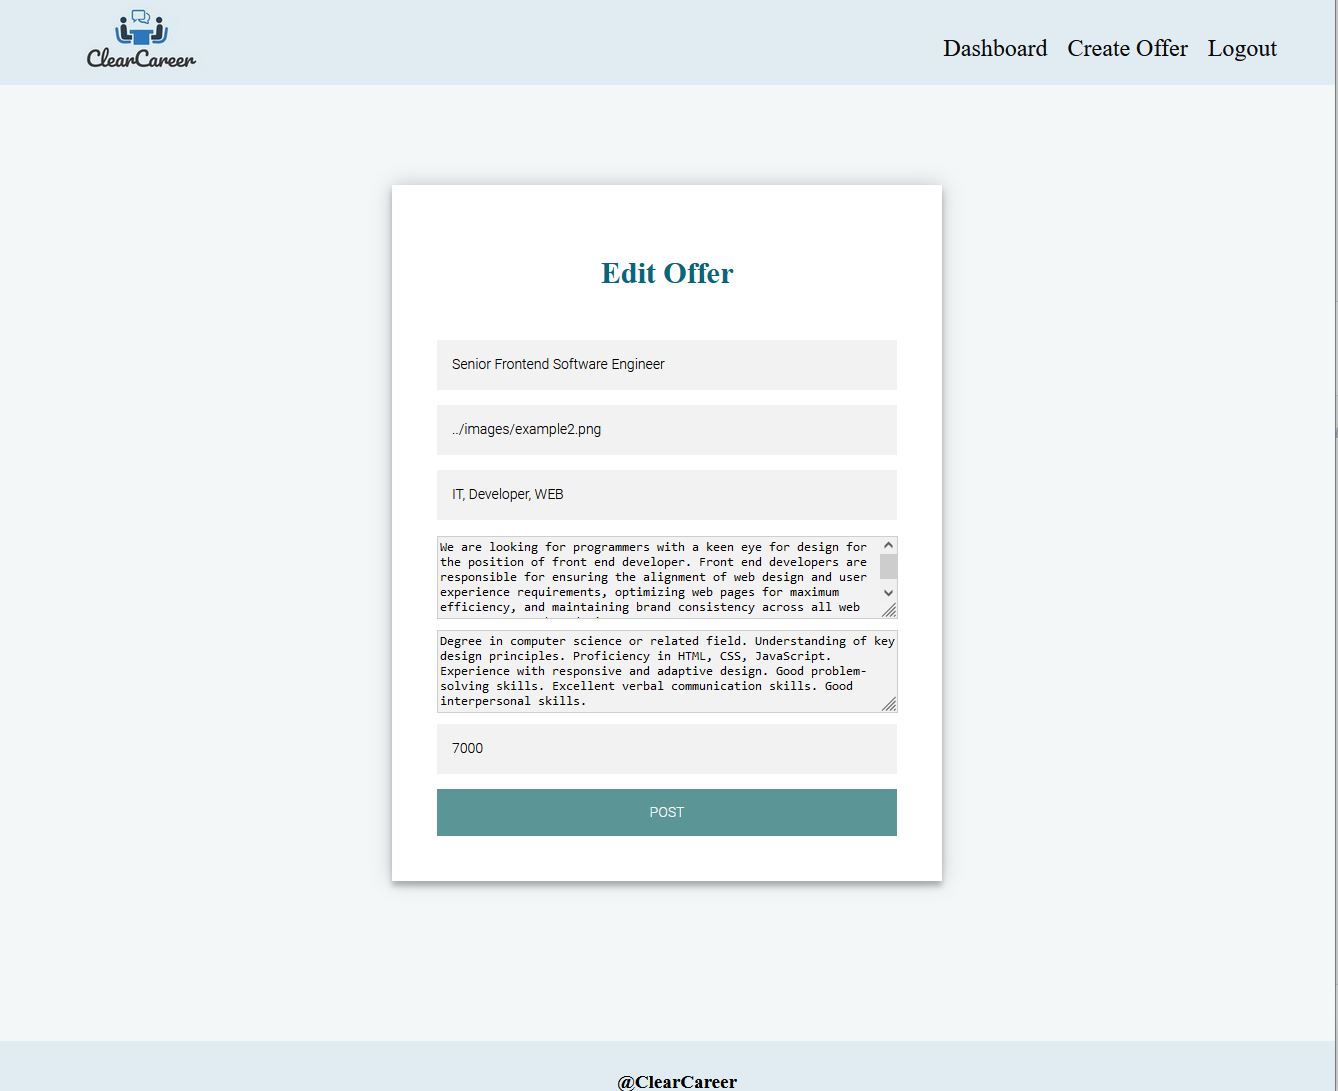 ClearCareer
Dashboard Create Offer Logout
Edit Offer
Senior Frontend Software Engineer
../images/example2.png
IT, Developer, WEB
We are looking for programmers with a keen eye for design for
the position of front end developer. Front end developers are
responsible for ensuring the alignment of web design and user
experience requirements, optimizing web pages for maximum
efficiency, and maintaining brand consistency across all web
Degree in computer science or related field. Understanding of key
design principles. Proficiency in HTML, CSS, JavaScript.
Experience with responsive and adaptive design. Good problem-
solving skills. Excellent verbal communication skills. Good
interpersonal skills.
7000
POST
@ClearCareer